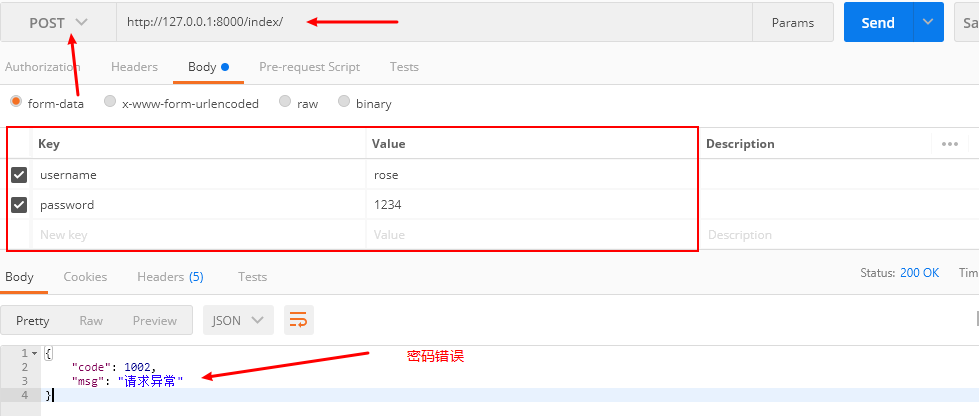 POST http://127.0.0.1:8000/index/ Params Send Sa
Authorization Headers Body Pre-request Script Tests
form-data x-www-form-urlencoded raw binary
Key Value Description •••
username rose
password 1234
New key Value Description
Body Cookies Headers (5) Tests Status: 200 OK Tim
Pretty Raw Preview JSON
1 {
2 "code": 1002,
3 "msg": "请求异常"
4 }
密码错误